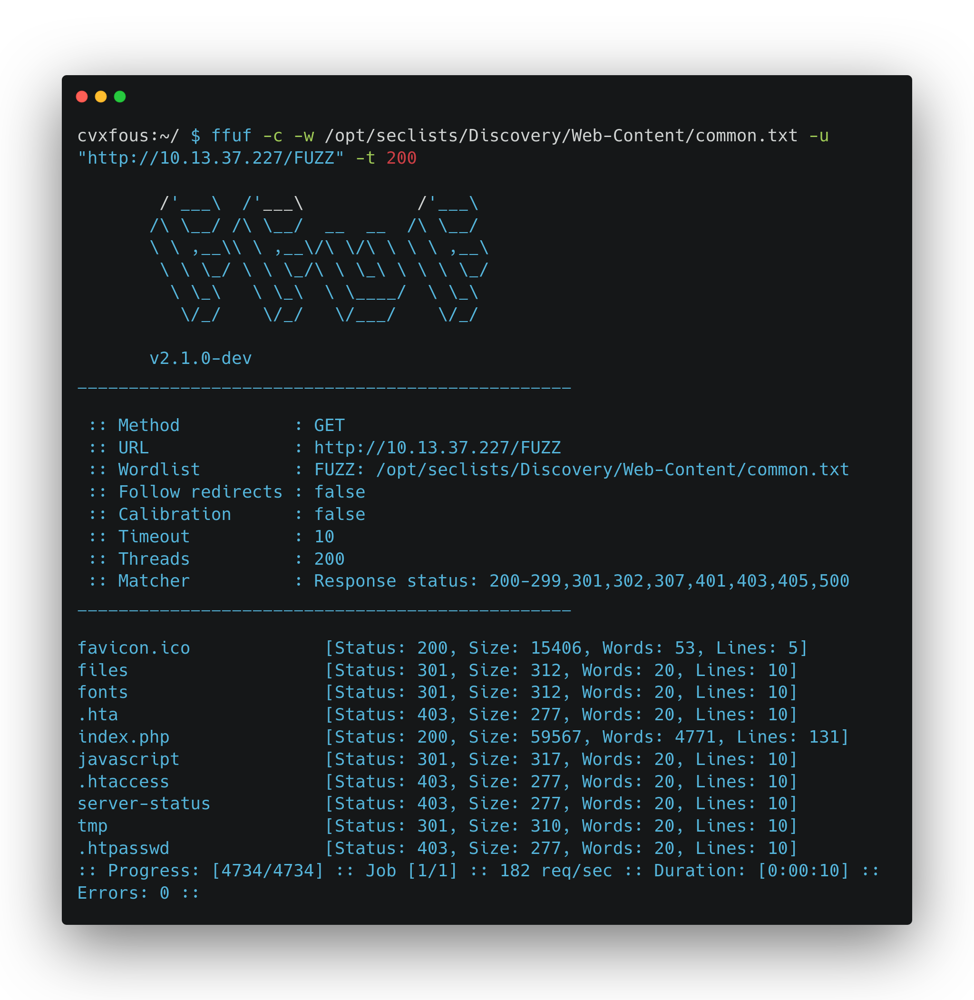 cvxfous:~/ $ ffuf -c -w /opt/seclists/Discovery/Web-Content/common.txt -u
"http://10.13.37.227/FUZZ" -t 200
        /'___\  /'___\           /'___\
       /\ \__/ /\ \__/  __  __  /\ \__/
       \ \ ,__\\ \ ,__\/\ \/\ \ \ \ ,__\
        \ \ \_/ \ \ \_/\ \ \_\ \ \ \ \_/
         \ \_\   \ \_\  \ \____/  \ \_\
          \/_/    \/_/   \/___/    \/_/
       v2.1.0-dev
________________________________________________
 :: Method           : GET
 :: URL              : http://10.13.37.227/FUZZ
 :: Wordlist         : FUZZ: /opt/seclists/Discovery/Web-Content/common.txt
 :: Follow redirects : false
 :: Calibration      : false
 :: Timeout          : 10
 :: Threads          : 200
 :: Matcher          : Response status: 200-299,301,302,307,401,403,405,500
________________________________________________
favicon.ico             [Status: 200, Size: 15406, Words: 53, Lines: 5]
files                   [Status: 301, Size: 312, Words: 20, Lines: 10]
fonts                   [Status: 301, Size: 312, Words: 20, Lines: 10]
.hta                    [Status: 403, Size: 277, Words: 20, Lines: 10]
index.php               [Status: 200, Size: 59567, Words: 4771, Lines: 131]
javascript              [Status: 301, Size: 317, Words: 20, Lines: 10]
.htaccess               [Status: 403, Size: 277, Words: 20, Lines: 10]
server-status           [Status: 403, Size: 277, Words: 20, Lines: 10]
tmp                     [Status: 301, Size: 310, Words: 20, Lines: 10]
.htpasswd               [Status: 403, Size: 277, Words: 20, Lines: 10]
:: Progress: [4734/4734] :: Job [1/1] :: 182 req/sec :: Duration: [0:00:10] ::
Errors: 0 ::